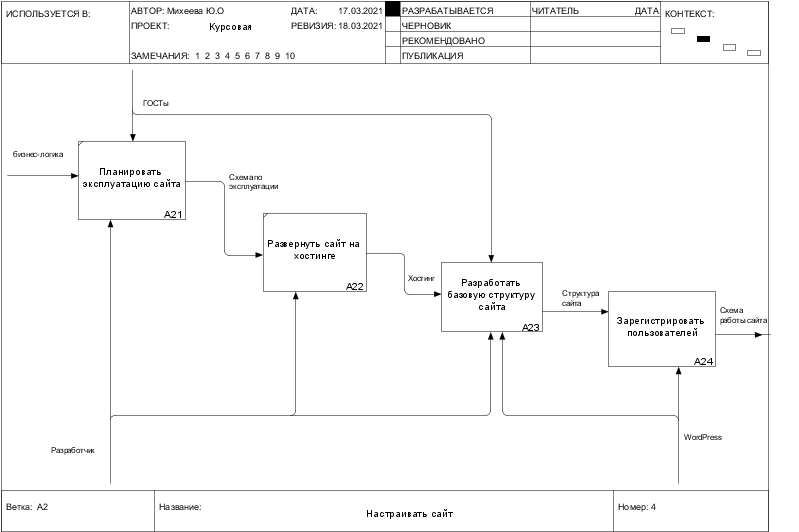 ИСПОЛЬЗУЕТСЯ В:
АВТОР: Михеева Ю.О
ДАТА: 17.03.2021
ПРОЕКТ: Курсовая
РЕВИЗИЯ: 18.03.2021
ЗАМЕЧАНИЯ: 1 2 3 4 5 6 7 8 9 10
РАЗРАБАТЫВАЕТСЯ
ЧЕРНОВИК
РЕКОМЕНДОВАНО
ПУБЛИКАЦИЯ
ЧИТАТЕЛЬ
ДАТА
КОНТЕКСТ:
ГОСТы
бизнес-логика
Планировать
эксплуатацию сайта
A21
Схема по
эксплуатации
Развернуть сайт на
хостинге
A22
Хостинг
Разработать
базовую структуру
сайта
A23
Структура
сайта
Зарегистрировать
пользователей
A24
Схема
работы сайта
Разработчик
WordPress
Ветка: A2
Название:
Настраивать сайт
Номер: 4